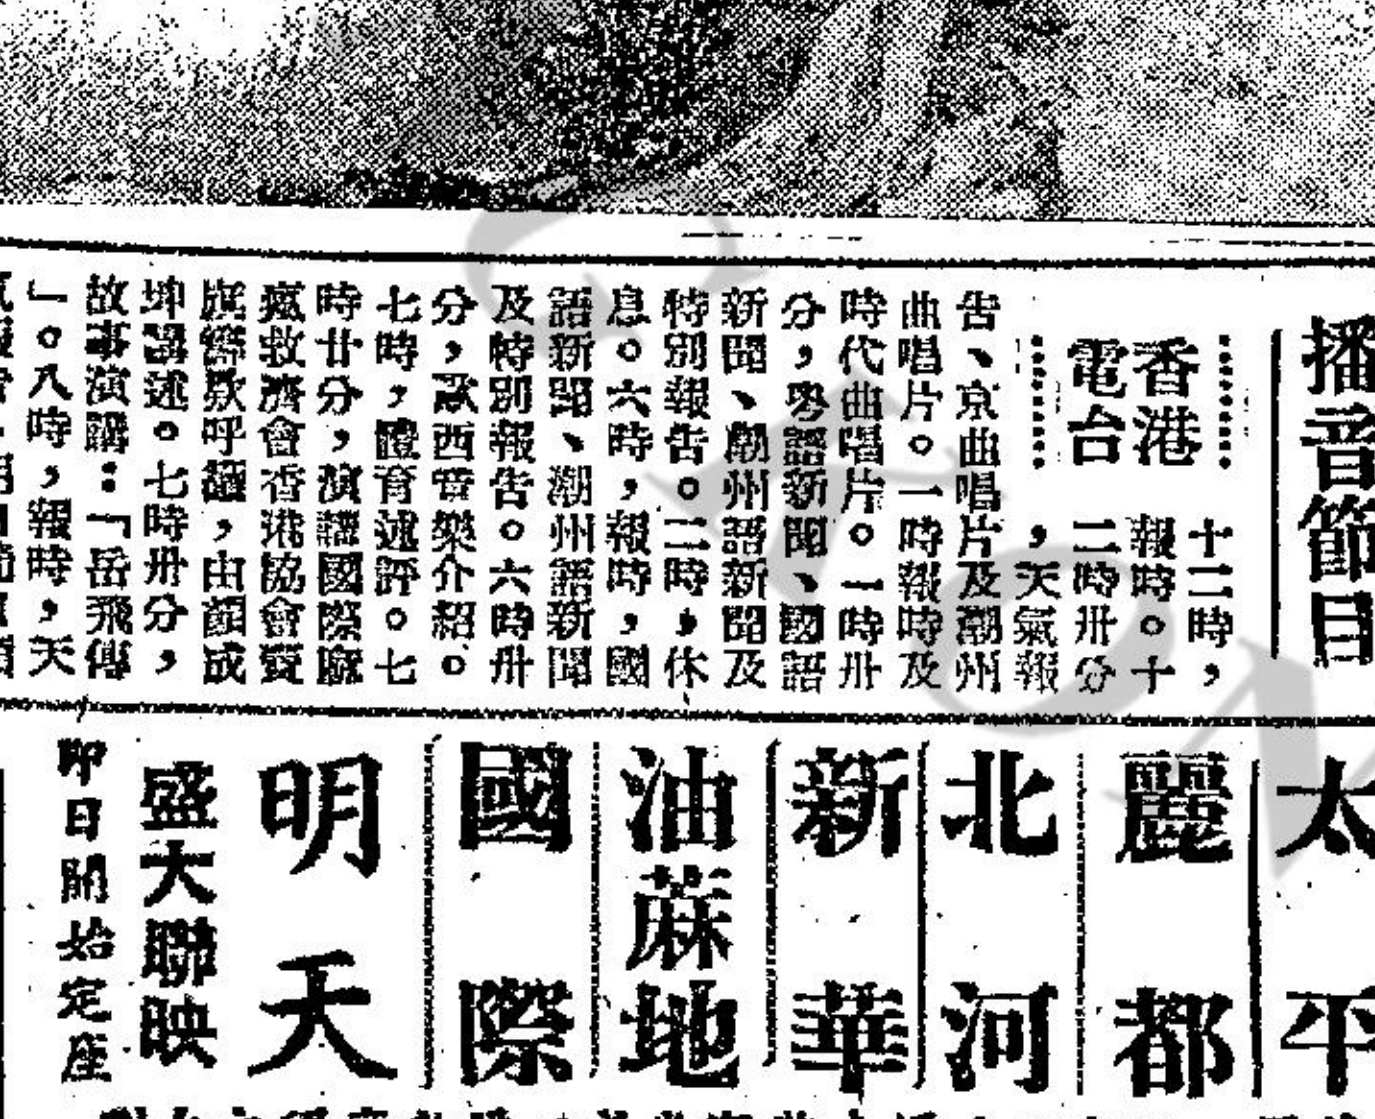 播音節目
香港
電台
十二時，
報時。十
二時卅分
，天氣報
告、京曲唱片及潮州
曲唱片。一時報時及
時代曲唱片。一時卅
分，粵語新聞、國語
新聞、潮州語新聞及
特別報告。二時，休
息。六時，報時，國
語新聞、潮州語新聞
及特別報告。六時卅
分，歐西音樂介紹。
七時，體育述評。七
時廿分，演講國際痲
瘋救濟會香港協會賣
旗籌款呼籲，由顏成
坤講述。七時卅分，
故事演講：「岳飛傳
」。八時，報時，天
太平
麗都
北河
新華
油蔴地
國際
明天
盛大聯映
即日開始定座